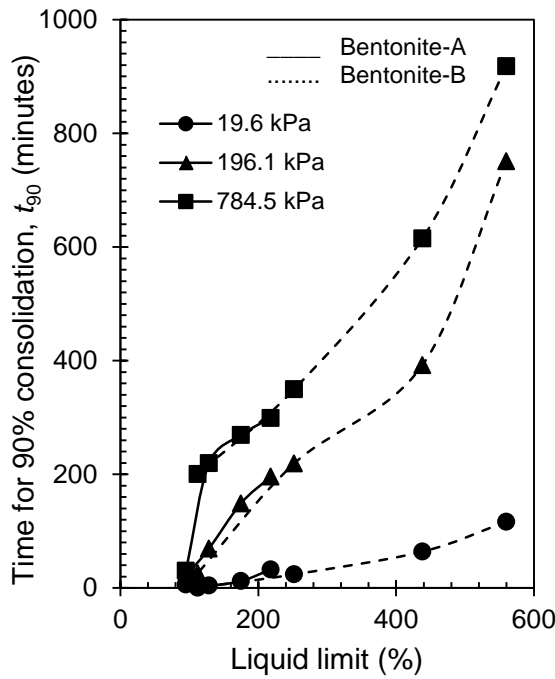 1000
800
600
400
200
0
Time for 90% consolidation, t90 (minutes)
____ Bentonite-A
........ Bentonite-B
19.6 kPa
196.1 kPa
784.5 kPa
0 200 400 600
Liquid limit (%)